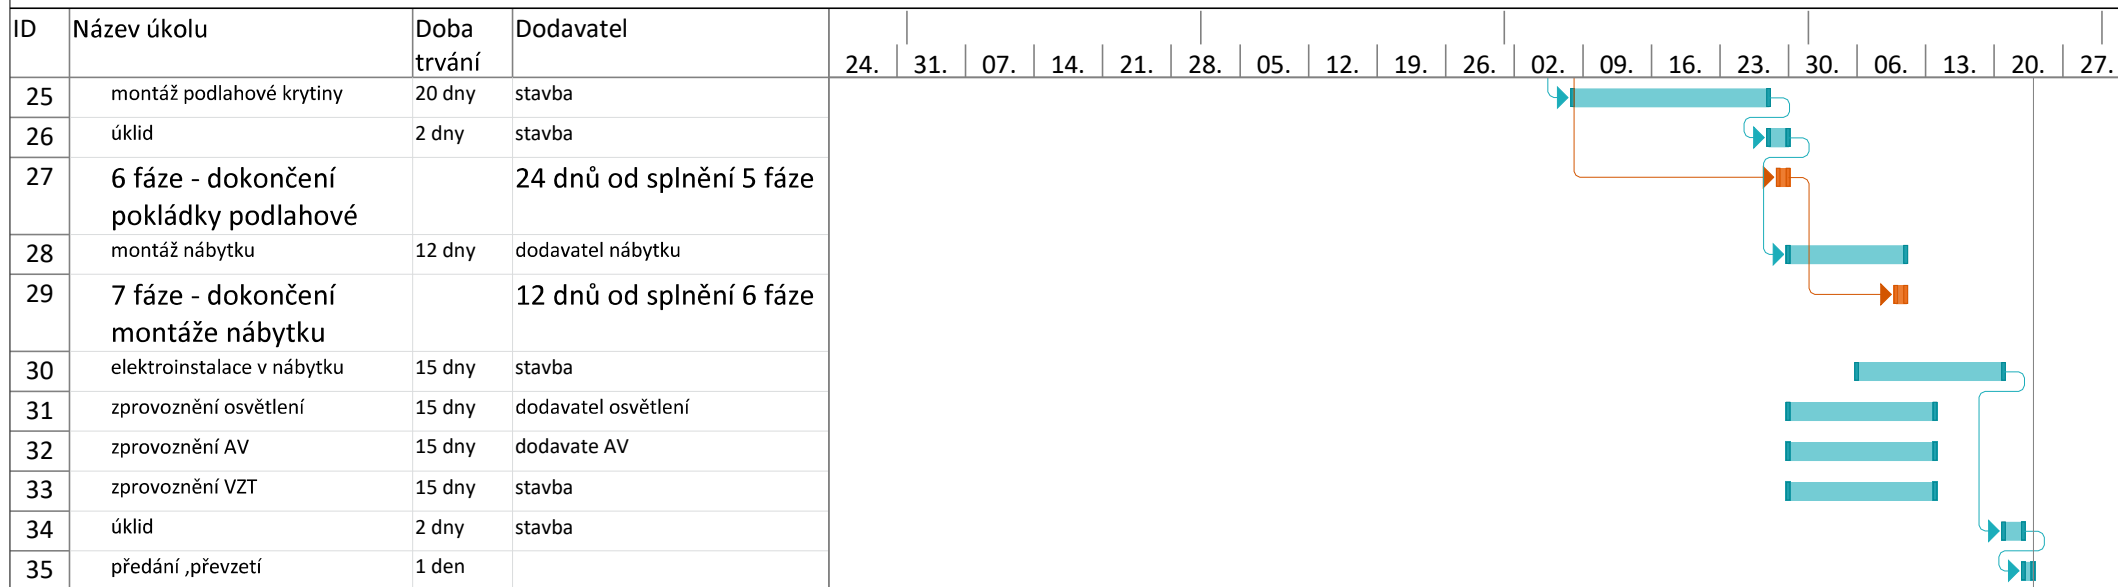 ID Název úkolu Doba trvání Dodavatel
24. 31. 07. 14. 21. 28. 05. 12. 19. 26. 02. 09. 16. 23. 30. 06. 13. 20. 27.
25 montáž podlahové krytiny 20 dny stavba
26 úklid 2 dny stavba
27 6 fáze - dokončení 24 dnů od splnění 5 fáze
pokládky podlahové
28 montáž nábytku 12 dny dodavatel nábytku
29 7 fáze - dokončení 12 dnů od splnění 6 fáze
montáže nábytku
30 elektroinstalace v nábytku 15 dny stavba
31 zprovoznění osvětlení 15 dny dodavatel osvětlení
32 zprovoznění AV 15 dny dodavate AV
33 zprovoznění VZT 15 dny stavba
34 úklid 2 dny stavba
35 předání ,převzetí 1 den